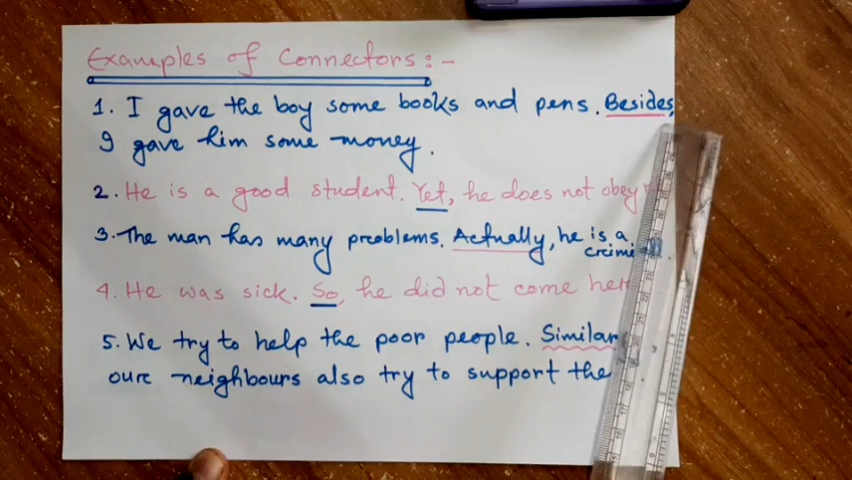 Examples of Connectors:-
1. I gave the boy some books and pens. Besides,
I gave him some money.
2. He is a good student. Yet, he does not obey
3. The man has many problems. Actually, he is a
4. He was sick. So, he did not come
5. We try to help the poor people.
our neighbours also try to support